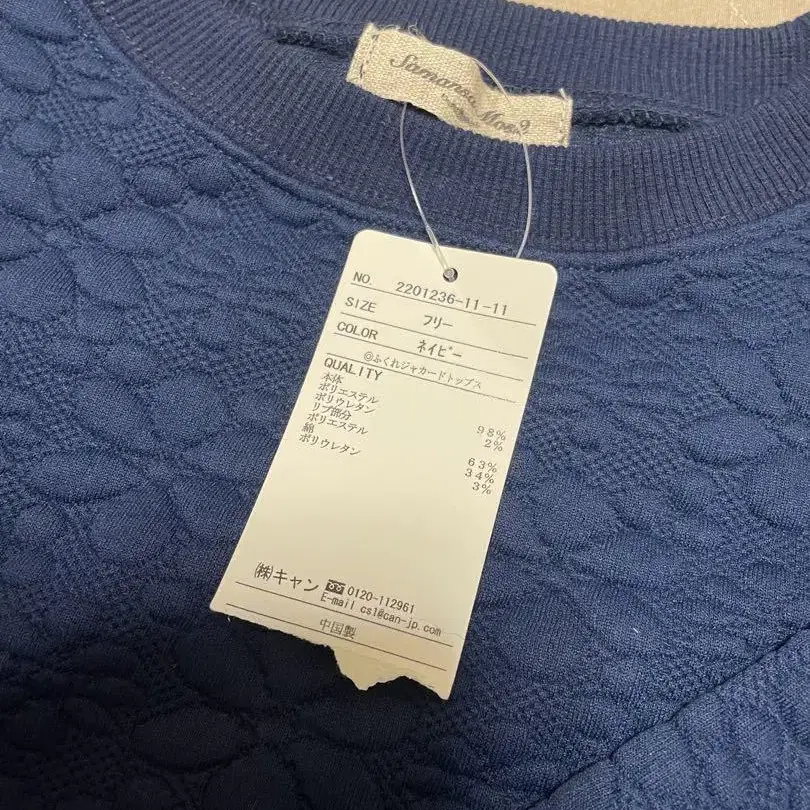 Samansa Mos2
NO. 2201236-11-11
SIZE フリー
COLOR ネイビー
@ふくれジャカードトップス
QUALITY
本体
ポリエステル 98%
ポリウレタン 2%
リブ部分
ポリエステル 63%
綿 34%
ポリウレタン 3%
㈱キャン 0120-112961
E-mail cs1@can-jp.com
中国製